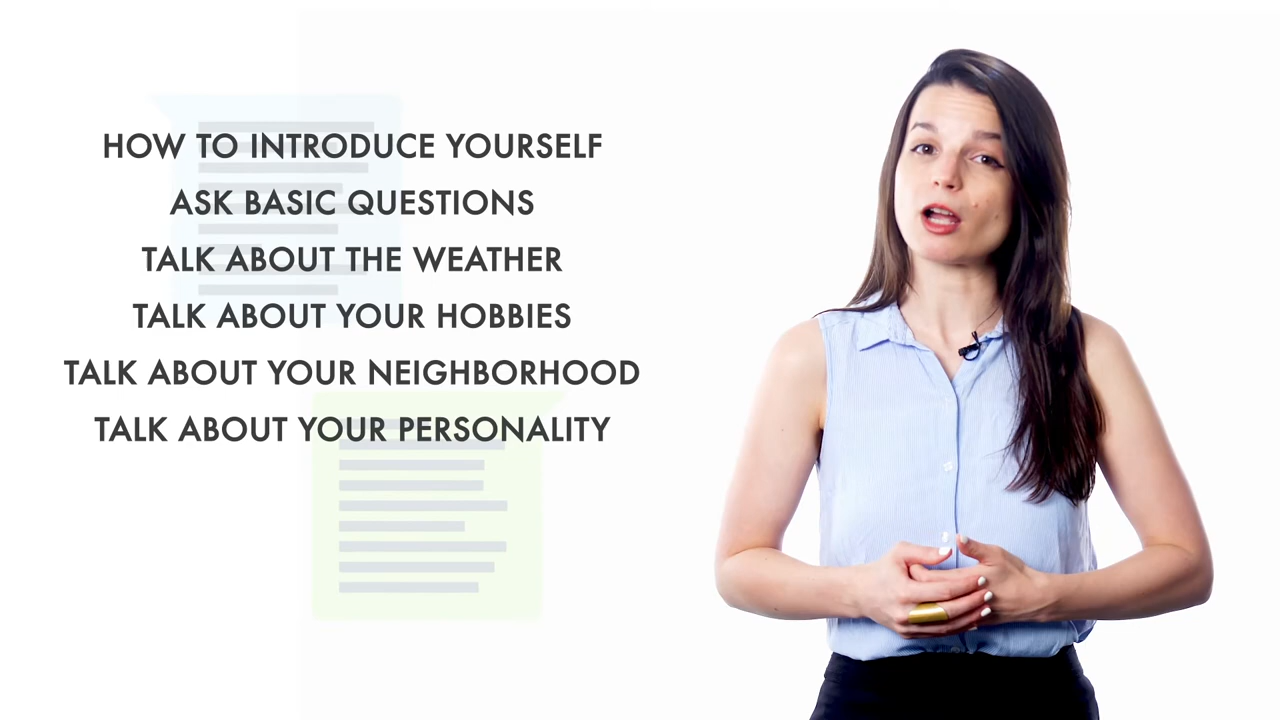 HOW TO INTRODUCE YOURSELF
ASK BASIC QUESTIONS
TALK ABOUT THE WEATHER
TALK ABOUT YOUR HOBBIES
TALK ABOUT YOUR NEIGHBORHOOD
TALK ABOUT YOUR PERSONALITY